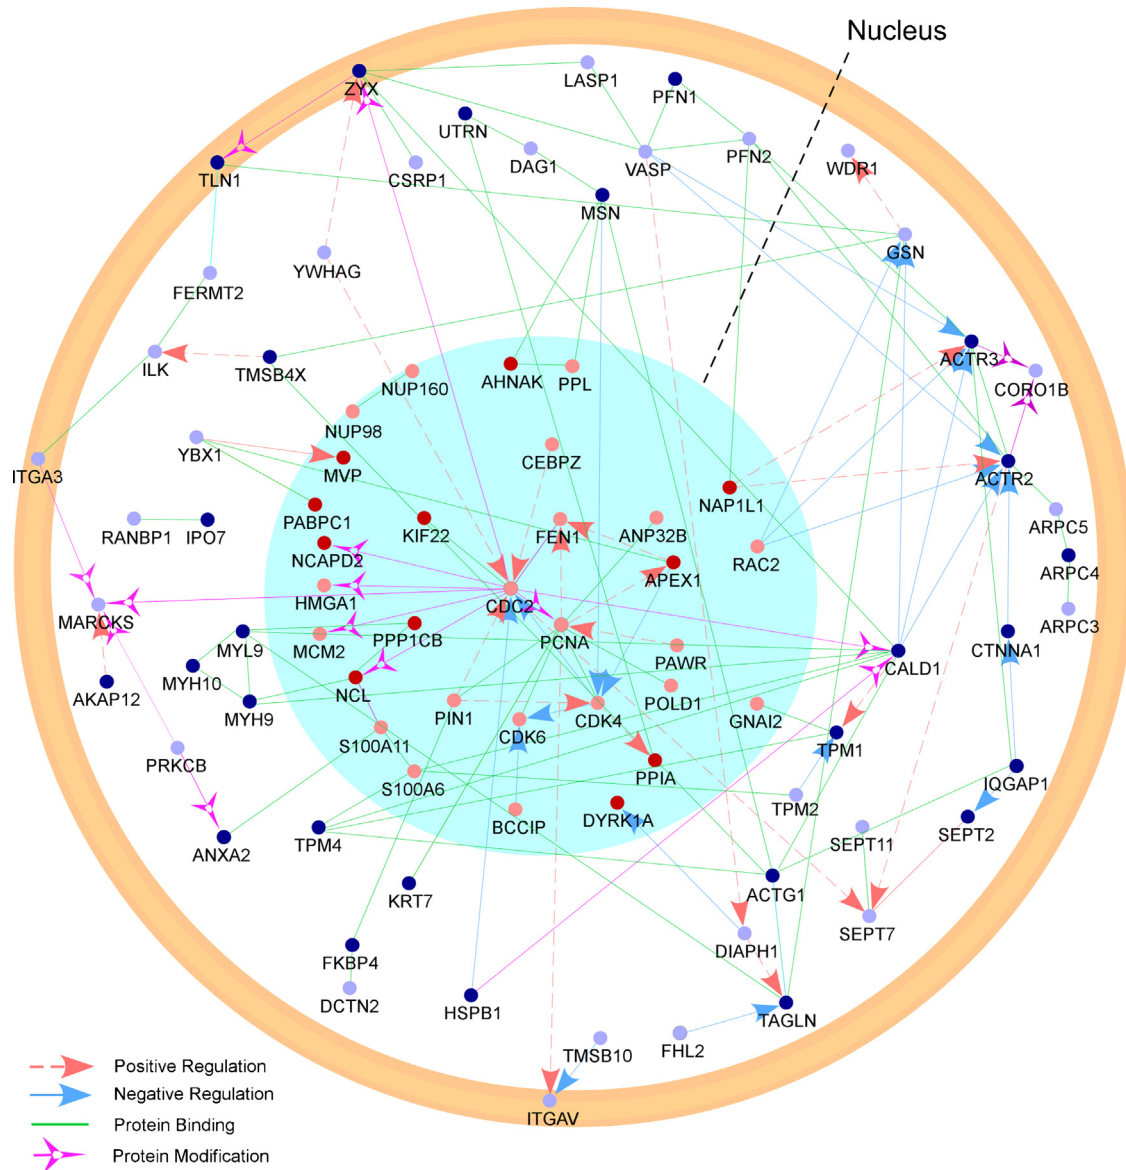 Nucleus
ZYX
LASP1
PFN1
UTRN
DAG1
VASP
PFN2
WDR1
TLN1
CSRP1
MSN
GSN
YWHAG
FERMT2
ILK
TMSB4X
AHNAK
PPL
ACTR3
CORO1B
NUP160
NUP98
YBX1
MVP
CEBPZ
ITGA3
ACTR2
NAP1L1
PABPC1
KIF22
FEN1
ANP32B
ARPC5
RANBP1
IPO7
NCAPD2
RAC2
APEX1
ARPC4
HMGA1
CDC2
MARCKS
ARPC3
PPP1CB
PCNA
MYL9
MCM2
PAWR
CTNNA1
CALD1
MYH10
NCL
AKAP12
MYH9
PIN1
CDK4
POLD1
GNAI2
CDK6
S100A11
TPM1
PRKCB
PPIA
S100A6
IQGAP1
TPM2
BCCIP
DYRK1A
SEPT2
ANXA2
TPM4
SEPT11
KRT7
ACTG1
SEPT7
FKBP4
DIAPH1
DCTN2
HSPB1
TAGLN
TMSB10
FHL2
ITGAV
Positive Regulation
Negative Regulation
Protein Binding
Protein Modification